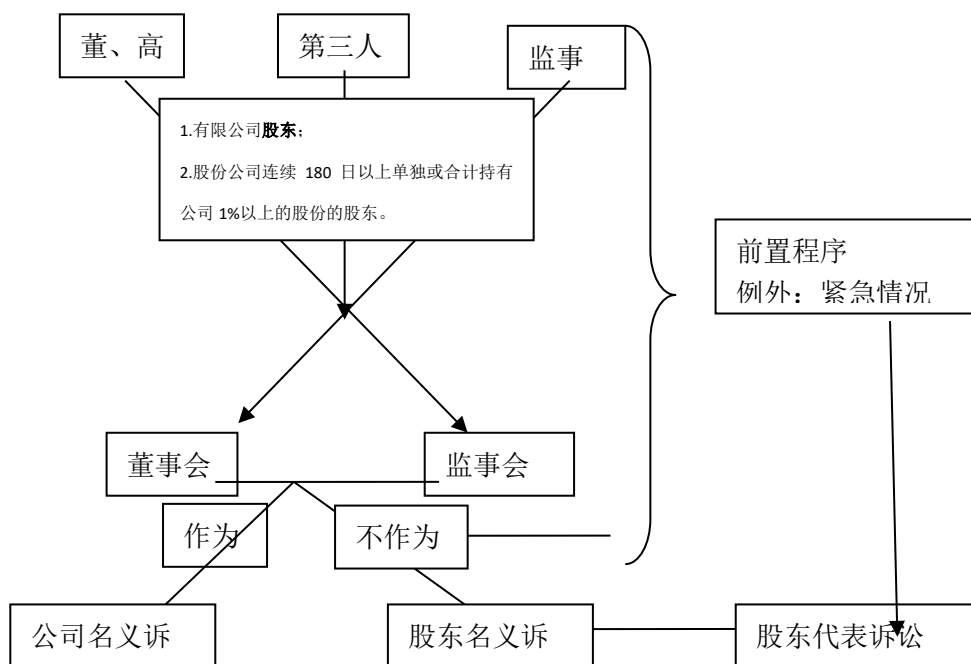 董、高
第三人
监事
1.有限公司股东;
2.股份公司连续 180 日以上单独或合计持有
公司 1%以上的股份的股东。
前置程序
例外：紧急情况
董事会
监事会
作为
不作为
公司名义诉
股东名义诉
股东代表诉讼